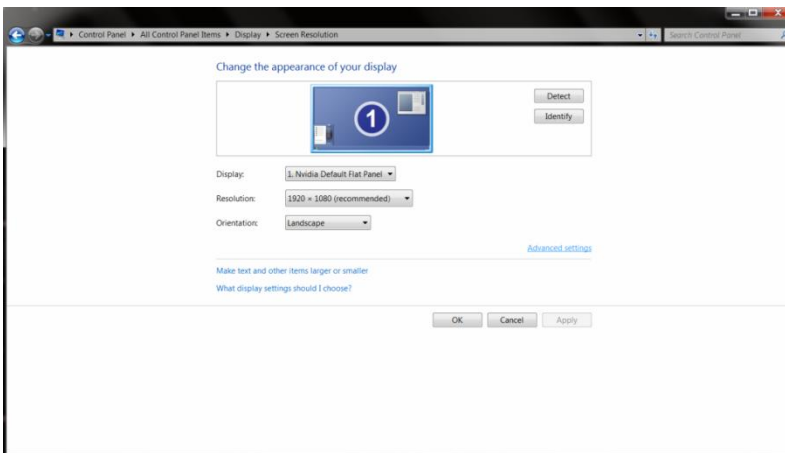 Control Panel ▸ All Control Panel Items ▸ Display ▸ Screen Resolution
Search Control Panel
Change the appearance of your display
1
Detect
Identify
Display: 1. Nvidia Default Flat Panel
Resolution: 1920 × 1080 (recommended)
Orientation: Landscape
Advanced settings
Make text and other items larger or smaller
What display settings should I choose?
OK Cancel Apply